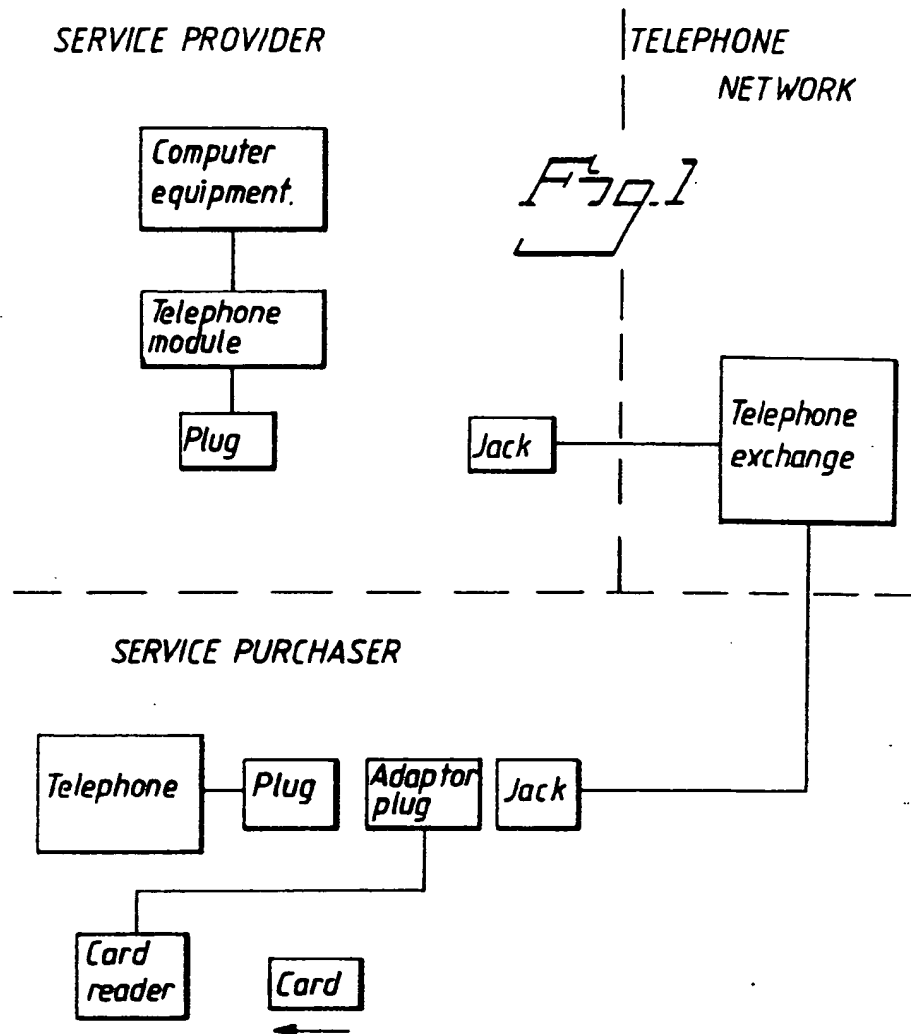 SERVICE PROVIDER
TELEPHONE
NETWORK
Computer
equipment.
Fig.1
Telephone
module
Plug
Jack
Telephone
exchange
SERVICE PURCHASER
Telephone
Plug
Adaptor
plug
Jack
Card
reader
Card